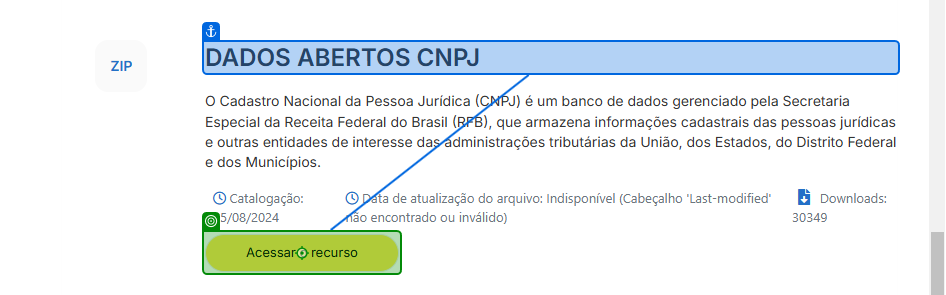 ZIP
DADOS ABERTOS CNPJ
O Cadastro Nacional da Pessoa Jurídica (CNPJ) é um banco de dados gerenciado pela Secretaria
Especial da Receita Federal do Brasil (RFB), que armazena informações cadastrais das pessoas jurídicas
e outras entidades de interesse das administrações tributárias da União, dos Estados, do Distrito Federal
e dos Municípios.
Catalogação:
5/08/2024
Data de atualização do arquivo: Indisponível (Cabeçalho 'Last-modified'
não encontrado ou inválido)
Downloads:
30349
Acessar o recurso